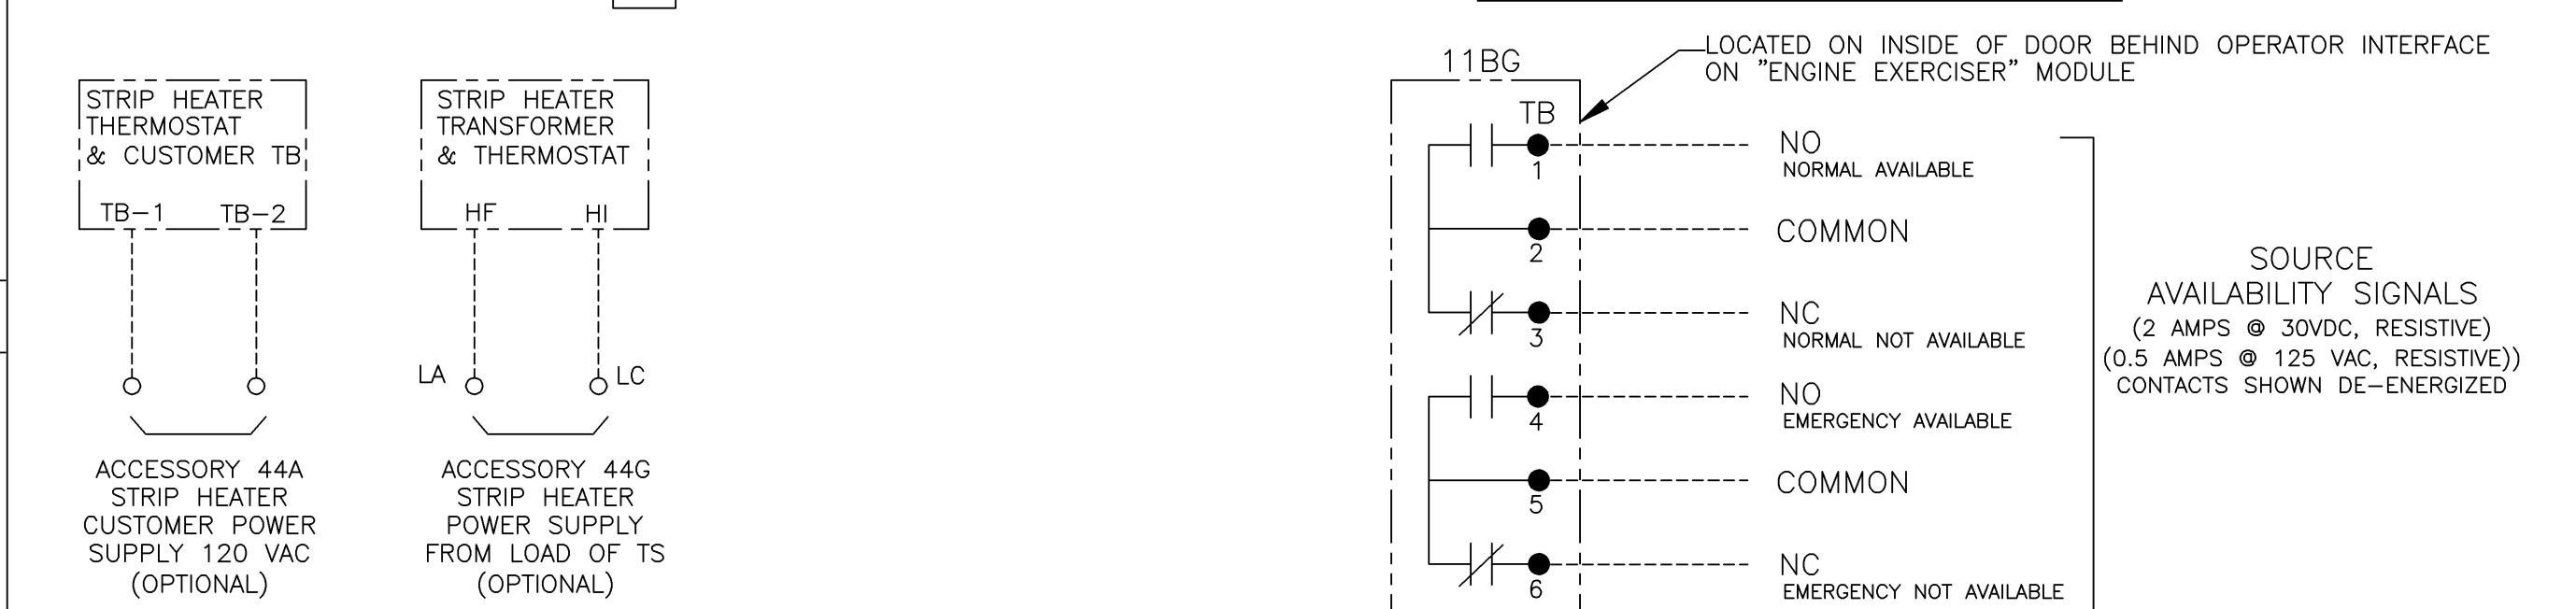 STRIP HEATER
THERMOSTAT
& CUSTOMER TB
TB-1 TB-2
ACCESSORY 44A
STRIP HEATER
CUSTOMER POWER
SUPPLY 120 VAC
(OPTIONAL)
STRIP HEATER
TRANSFORMER
& THERMOSTAT
HF HI
LA LC
ACCESSORY 44G
STRIP HEATER
POWER SUPPLY
FROM LOAD OF TS
(OPTIONAL)
11BG
LOCATED ON INSIDE OF DOOR BEHIND OPERATOR INTERFACE
ON "ENGINE EXERCISER" MODULE
TB
1
NO
NORMAL AVAILABLE
2
COMMON
3
NC
NORMAL NOT AVAILABLE
4
NO
EMERGENCY AVAILABLE
5
COMMON
6
NC
EMERGENCY NOT AVAILABLE
SOURCE
AVAILABILITY SIGNALS
(2 AMPS @ 30VDC, RESISTIVE)
(0.5 AMPS @ 125 VAC, RESISTIVE))
CONTACTS SHOWN DE-ENERGIZED